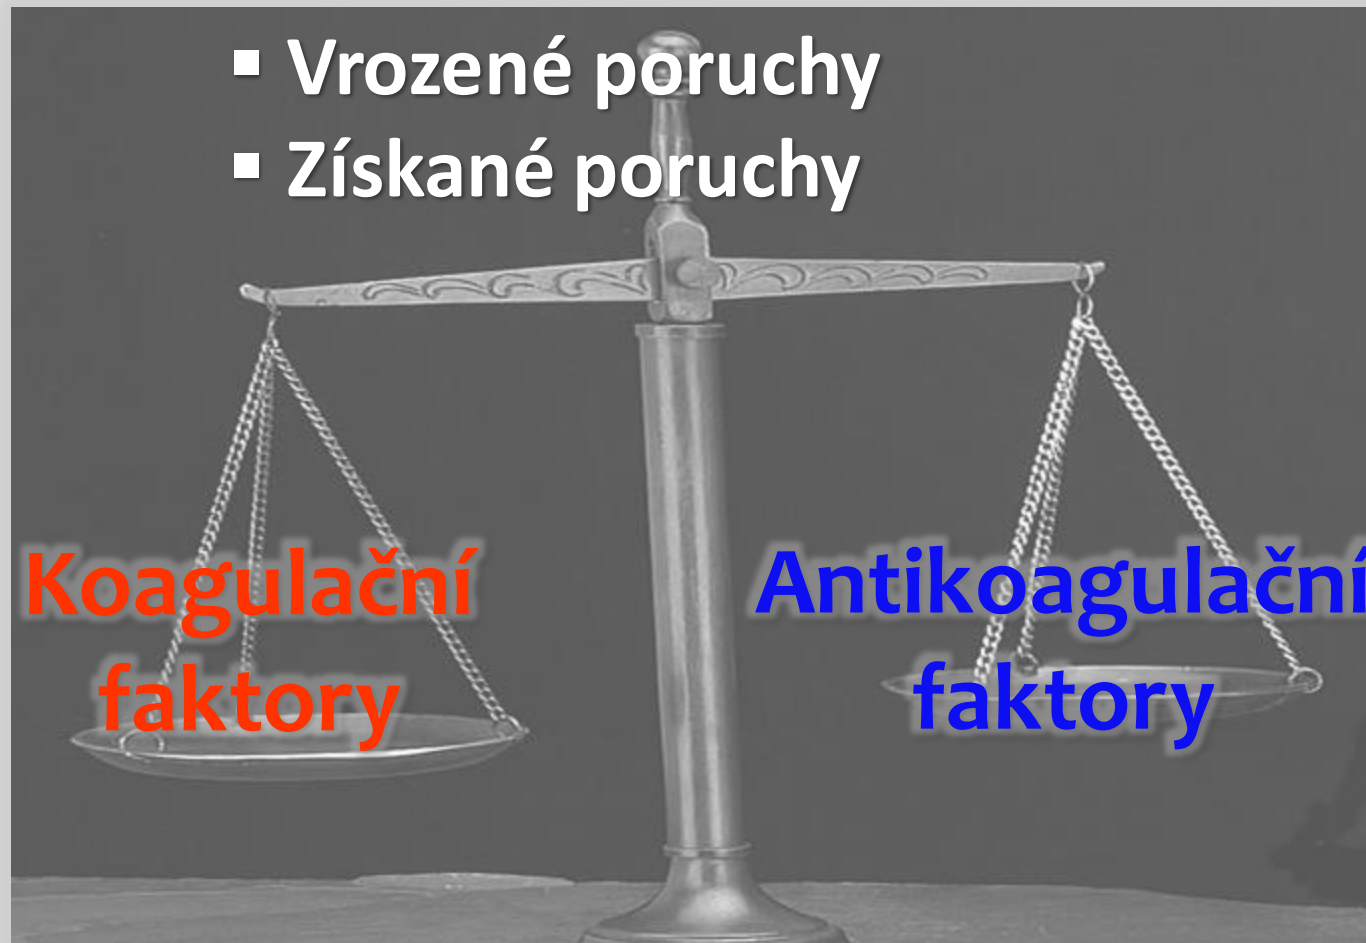 ▪ Vrozené poruchy
▪ Získané poruchy
Koagulační
faktory
Antikoagulační
faktory